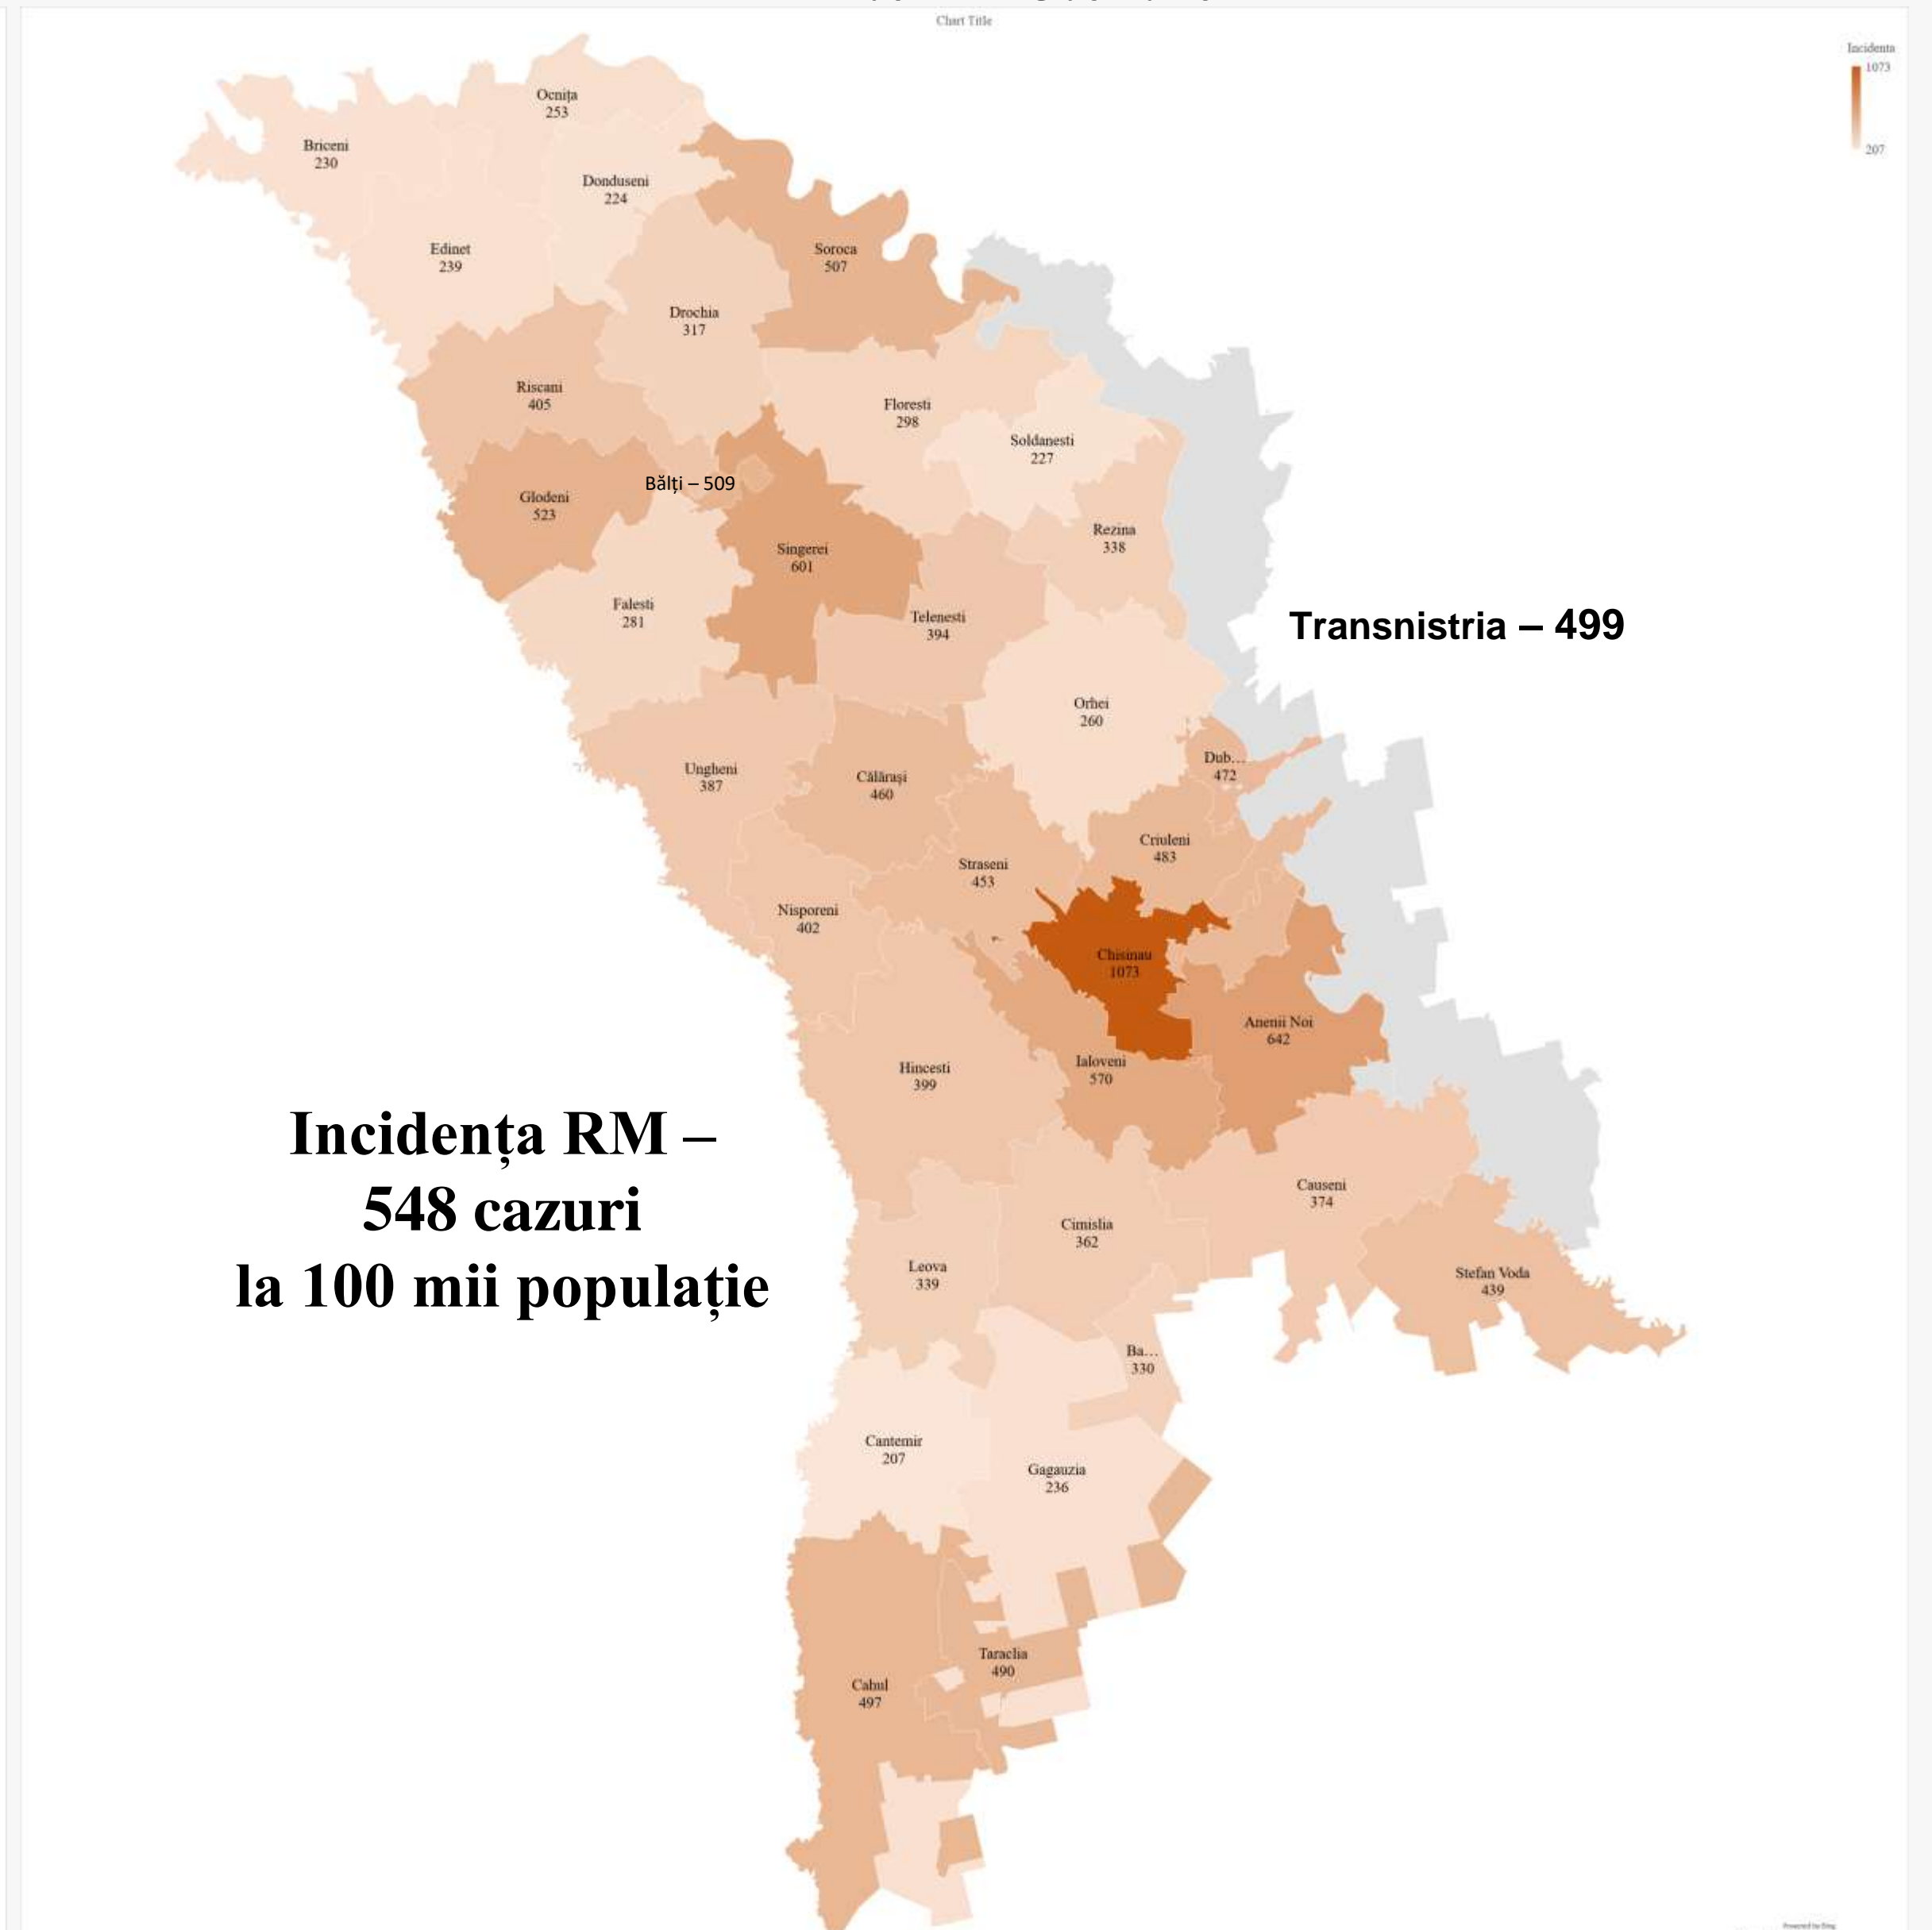 Chart Title
Incidenta
1073
207
Ocnița
253
Briceni
230
Donduseni
224
Edinet
239
Soroca
507
Drochia
317
Riscani
405
Floresti
298
Soldanesti
227
Bălți – 509
Glodeni
523
Rezina
338
Singerei
601
Falesti
281
Telenesti
394
Transnistria – 499
Orhei
260
Dub...
472
Ungheni
387
Călărași
460
Criuleni
483
Straseni
453
Nisporeni
402
Chisinau
1073
Anenii Noi
642
Ialoveni
570
Hincesti
399
Incidența RM –
548 cazuri
la 100 mii populație
Causeni
374
Cimislia
362
Leova
339
Stefan Voda
439
Ba...
330
Cantemir
207
Gagauzia
236
Taraclia
490
Cahul
497
Powered by Bing